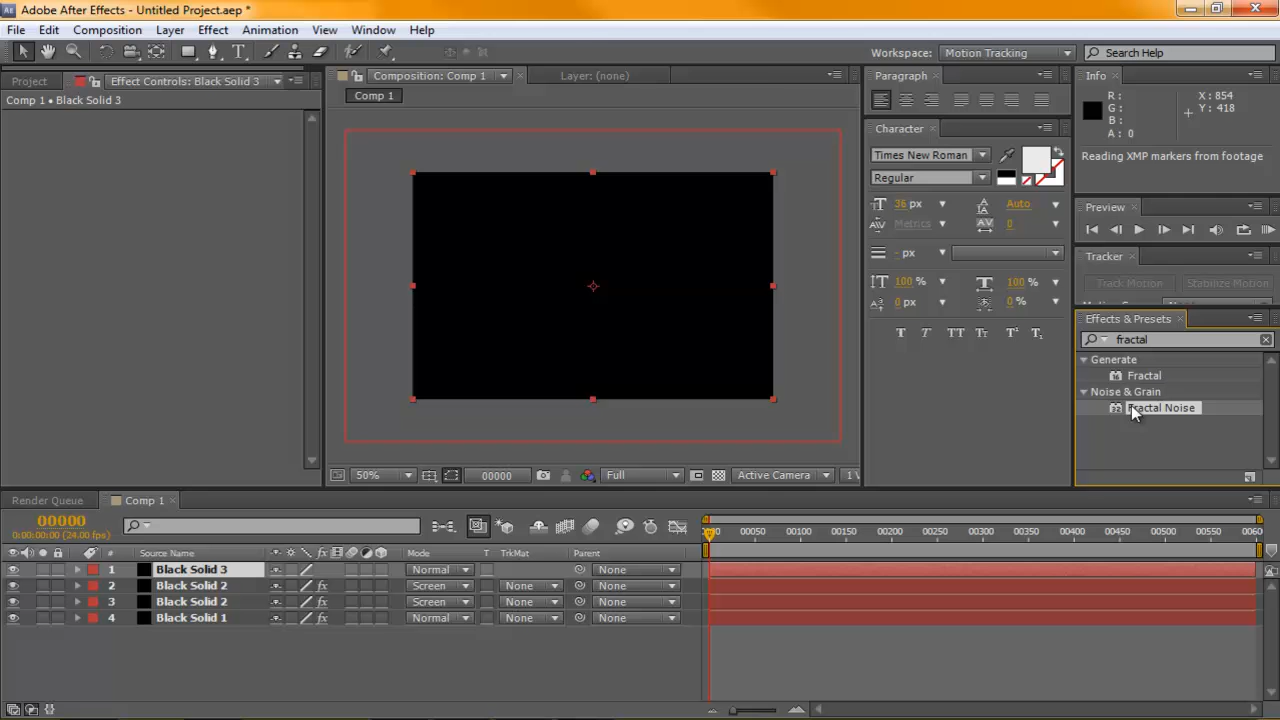 Adobe After Effects - Untitled Project.aep *
File Edit Composition Layer Effect Animation View Window Help
Workspace: Motion Tracking Search Help
Project Effect Controls: Black Solid 3 Composition: Comp 1 Layer: (none) Paragraph Info
Comp 1 • Black Solid 3
Comp 1
R: X: 854
G: Y: 418
B:
A: 0
Character
Times New Roman
Reading XMP markers from footage
Regular
36 px Auto
Preview
Metrics 0
- px
Tracker
100 % 100 %
Track Motion Stabilize Motion
0 px 0 %
Effects & Presets
T T TT Tr T¹ T₁
fractal
Generate
Fractal
Noise & Grain
Fractal Noise
50% 00000 Full Active Camera 1 V
Render Queue Comp 1
00000
0:00:00:00 (24.00 fps)
00050 00100 00150 00200 00250 00300 00350 00400 00450 00500 00550 0060
# Source Name Mode T TrkMat Parent
1 Black Solid 3 Normal None
2 Black Solid 2 Screen None None
3 Black Solid 2 Screen None None
4 Black Solid 1 Normal None None